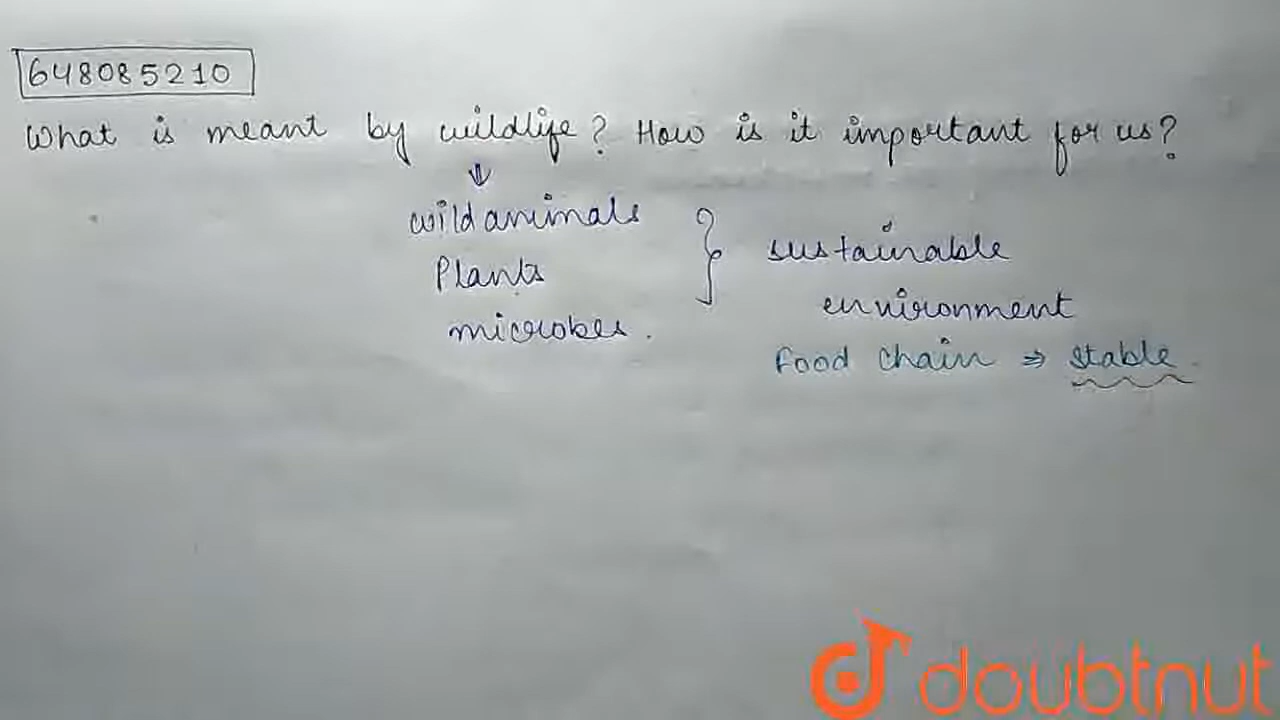 648085210
What is meant by wildlife? How is it important for us?
⇓
wild animals
Plants
microbes.
} sustainable
environment
Food chain ⇒ stable.
doubtnut